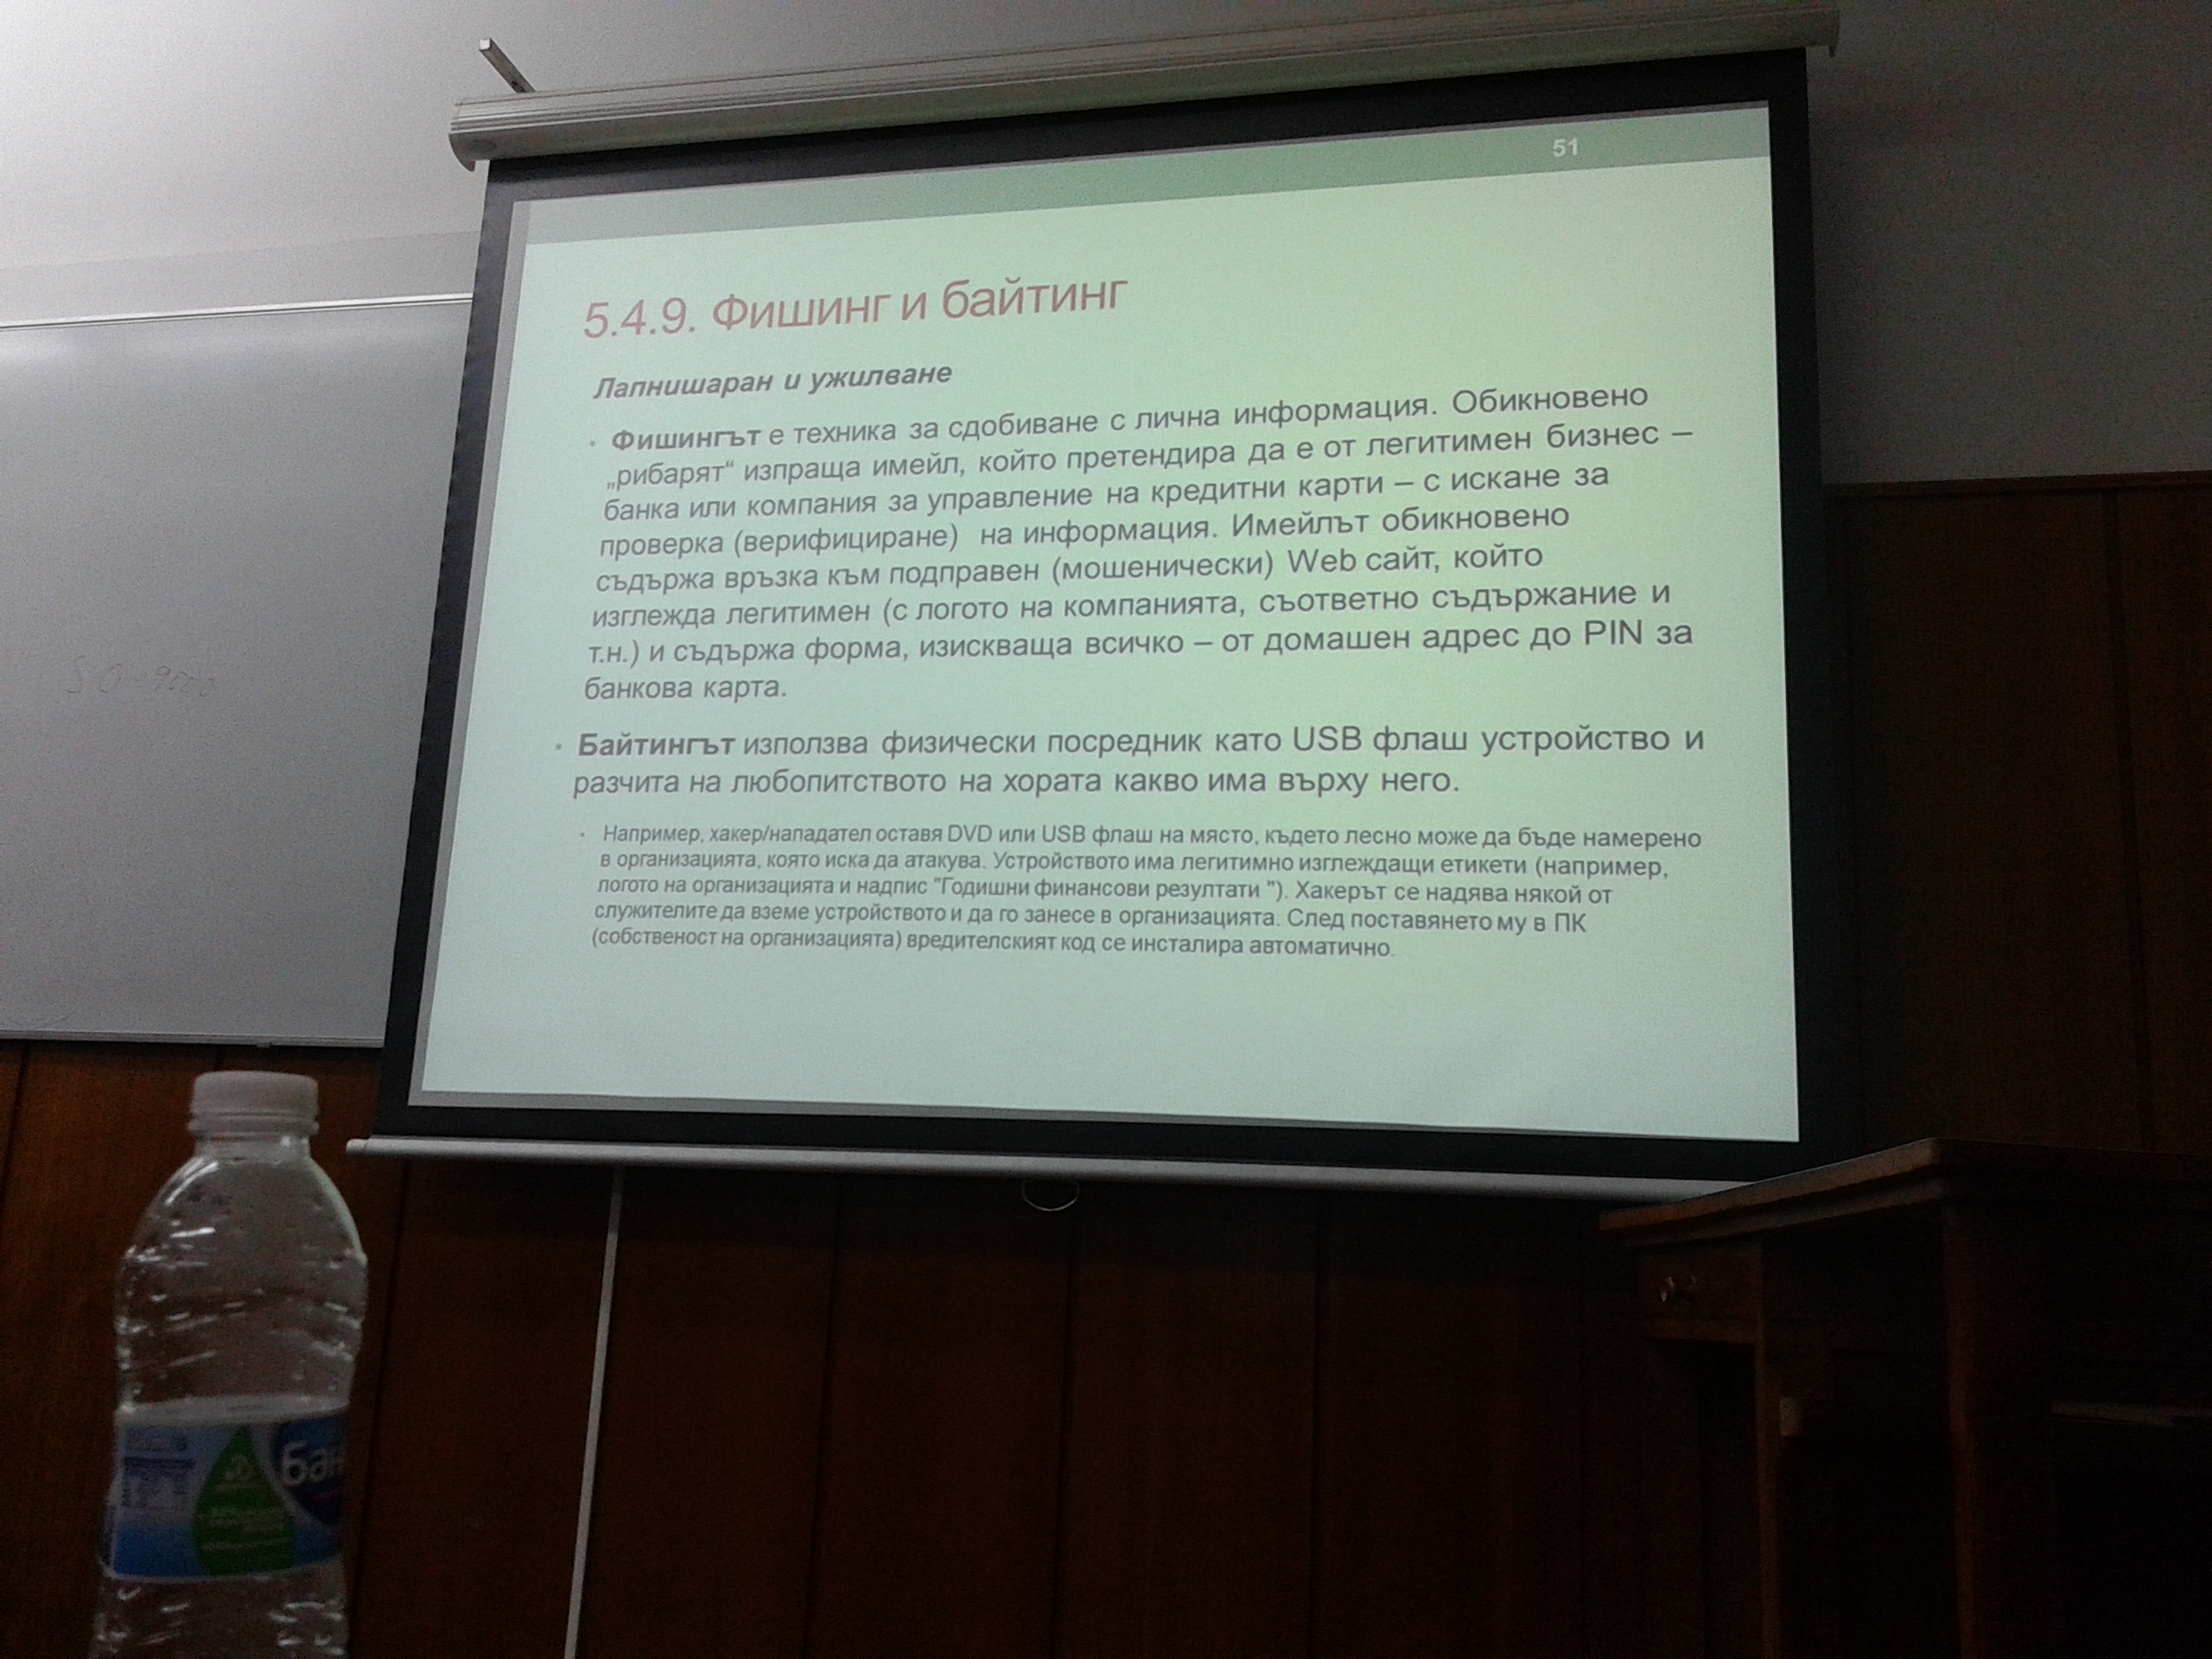 51
5.4.9. Фишинг и байтинг
Лапнишаран и ужилване
• Фишингът е техника за сдобиване с лична информация. Обикновено
„рибарят“ изпраща имейл, който претендира да е от легитимен бизнес –
банка или компания за управление на кредитни карти – с искане за
проверка (верифициране) на информация. Имейлът обикновено
съдържа връзка към подправен (мошенически) Web сайт, който
изглежда легитимен (с логото на компанията, съответно съдържание и
т.н.) и съдържа форма, изискваща всичко – от домашен адрес до PIN за
банкова карта.
• Байтингът използва физически посредник като USB флаш устройство и
разчита на любопитството на хората какво има върху него.
• Например, хакер/нападател оставя DVD или USB флаш на място, където лесно може да бъде намерено
в организацията, която иска да атакува. Устройството има легитимно изглеждащи етикети (например,
логото на организацията и надпис "Годишни финансови резултати "). Хакерът се надява някой от
служителите да вземе устройството и да го занесе в организацията. След поставянето му в ПК
(собственост на организацията) вредителският код се инсталира автоматично.
бан